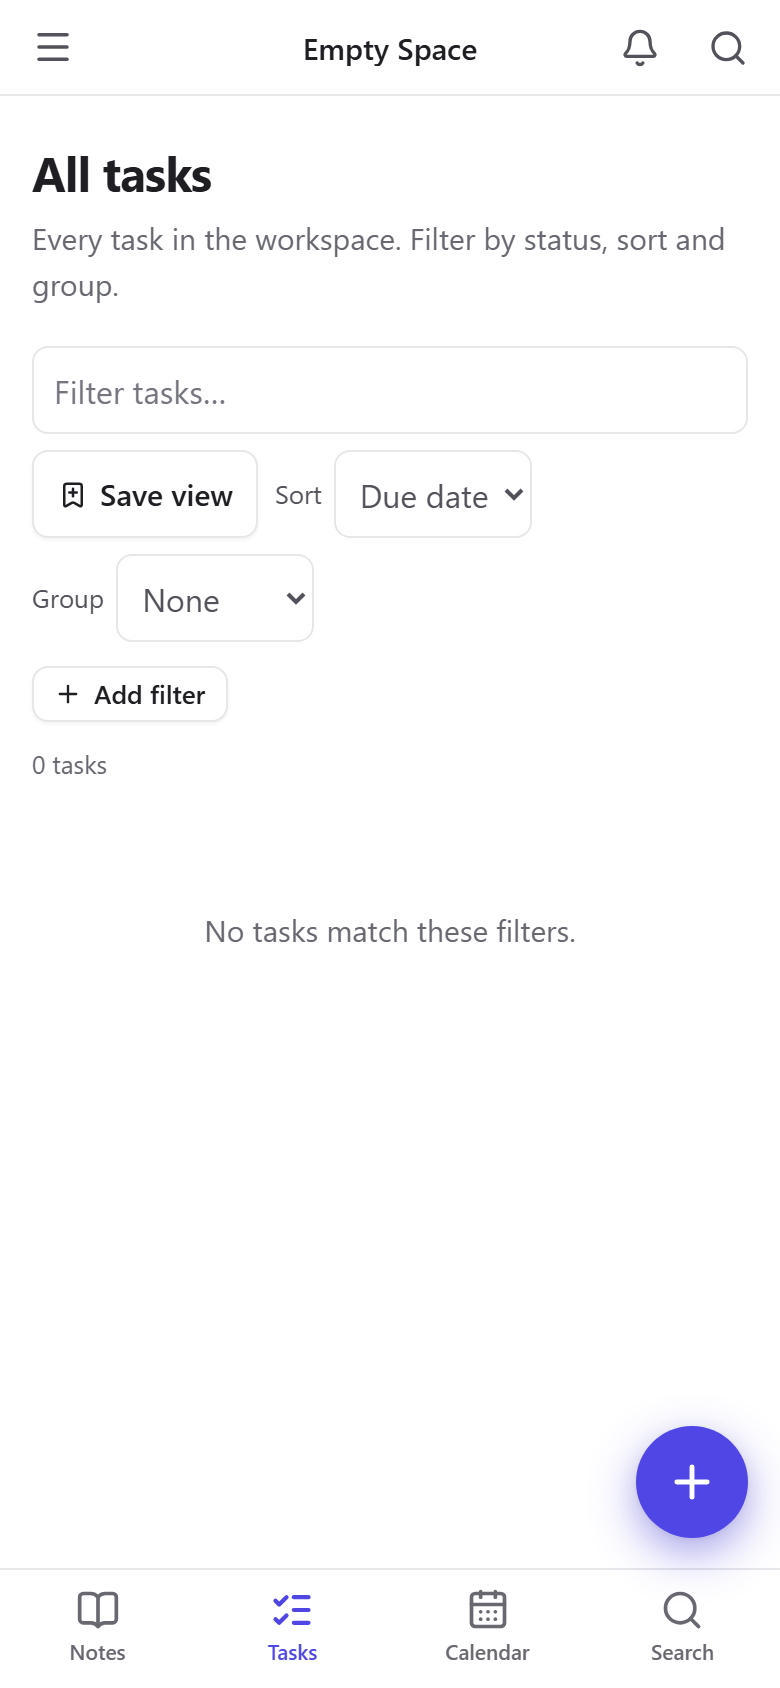 Empty Space
All tasks
Every task in the workspace. Filter by status, sort and
group.
Filter tasks...
Save view
Sort
Due date
Group
None
Add filter
0 tasks
No tasks match these filters.
Notes
Tasks
Calendar
Search